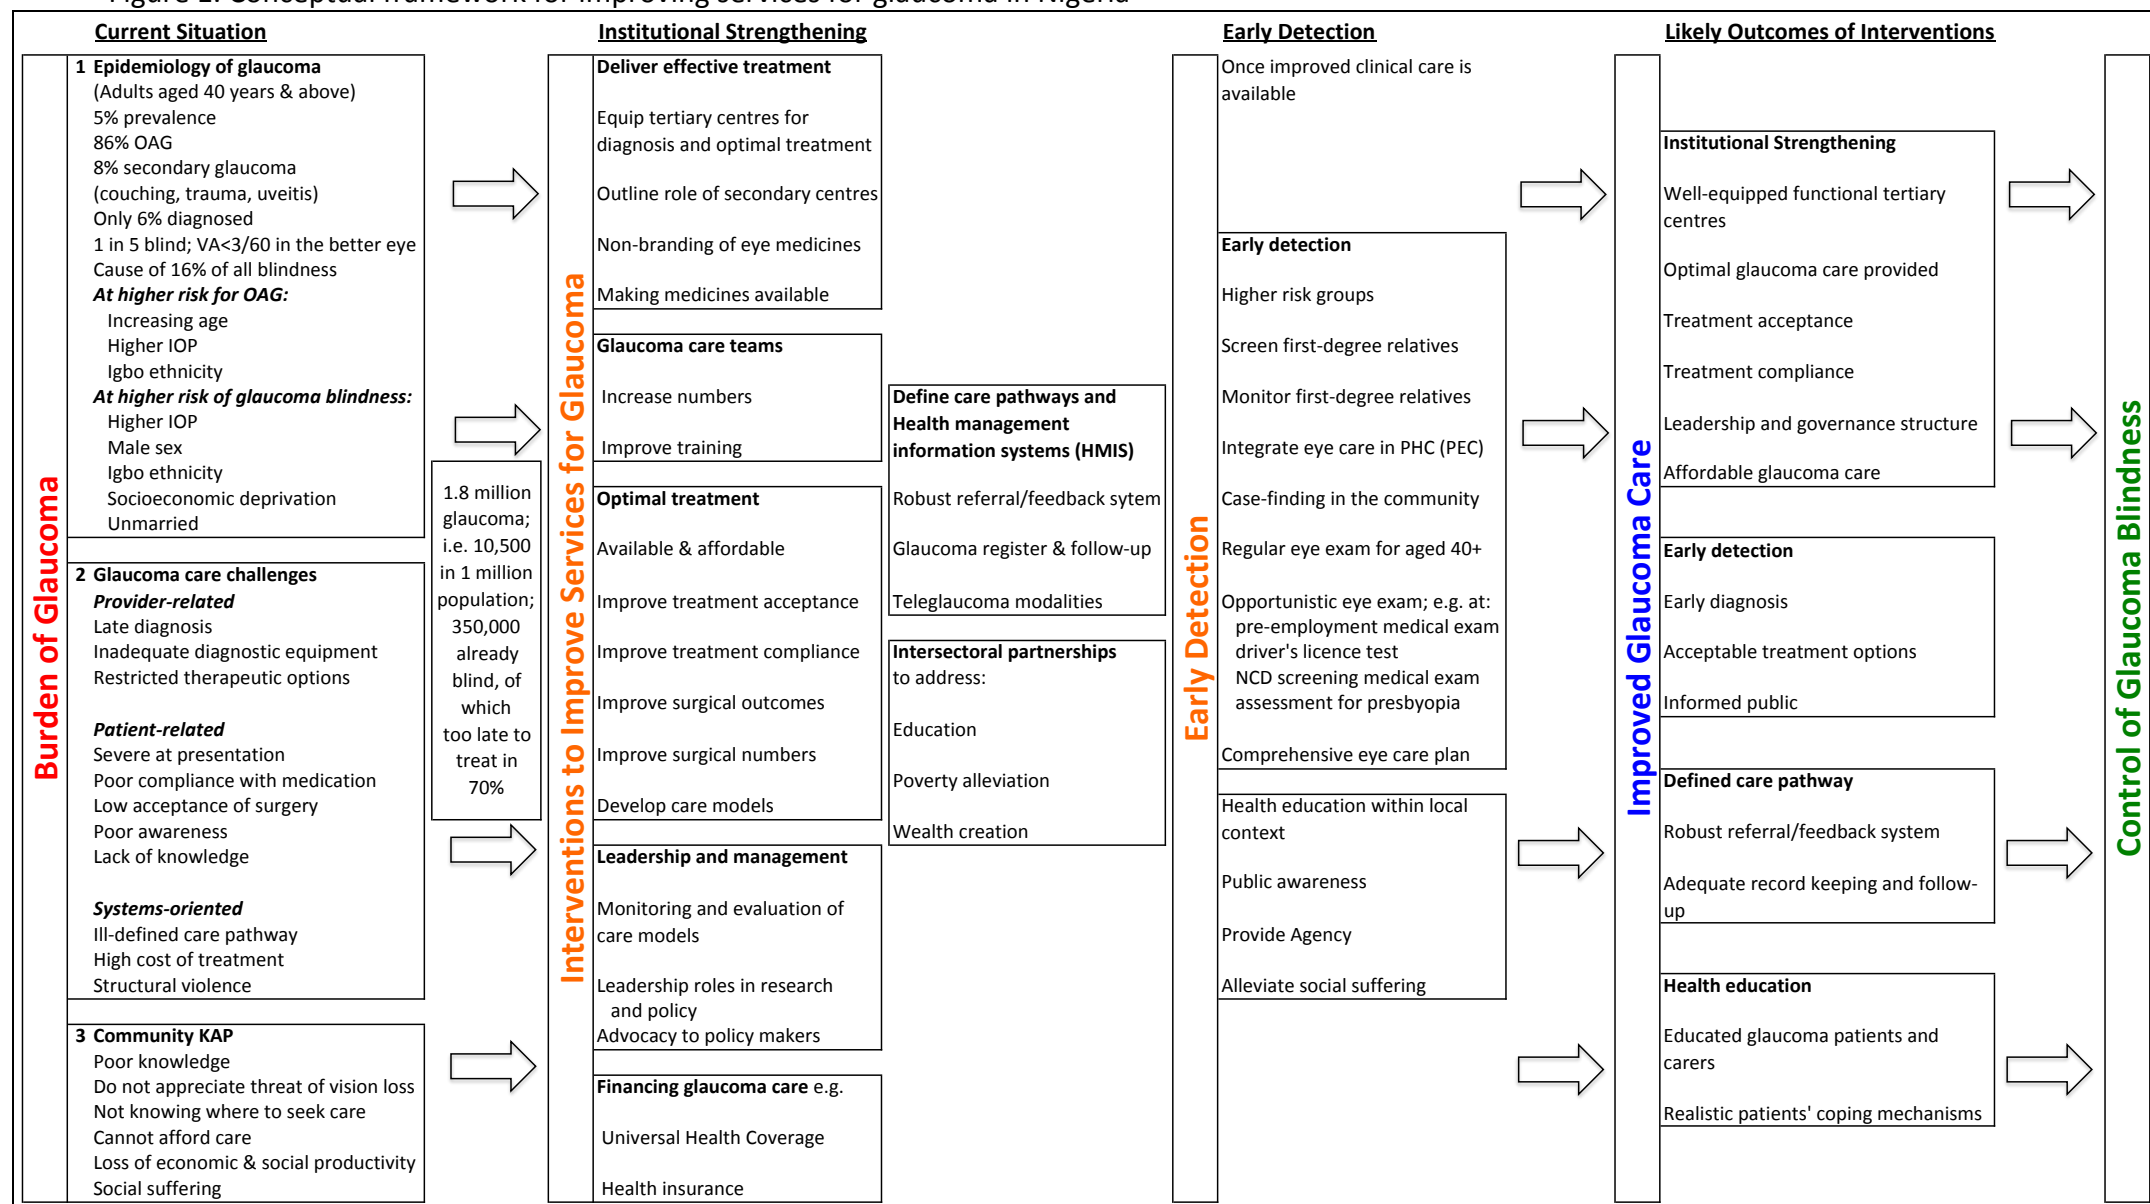 Figure 1: Conceptual framework for improving services for glaucoma in Nigeria
Current Situation
Burden of Glaucoma
1 Epidemiology of glaucoma
(Adults aged 40 years & above)
5% prevalence
86% OAG
8% secondary glaucoma
(couching, trauma, uveitis)
Only 6% diagnosed
1 in 5 blind; VA<3/60 in the better eye
Cause of 16% of all blindness
At higher risk for OAG:
Increasing age
Higher IOP
Igbo ethnicity
At higher risk of glaucoma blindness:
Higher IOP
Male sex
Igbo ethnicity
Socioeconomic deprivation
Unmarried
2 Glaucoma care challenges
Provider-related
Late diagnosis
Inadequate diagnostic equipment
Restricted therapeutic options
Patient-related
Severe at presentation
Poor compliance with medication
Low acceptance of surgery
Poor awareness
Lack of knowledge
Systems-oriented
Ill-defined care pathway
High cost of treatment
Structural violence
3 Community KAP
Poor knowledge
Do not appreciate threat of vision loss
Not knowing where to seek care
Cannot afford care
Loss of economic & social productivity
Social suffering
1.8 million
glaucoma;
i.e. 10,500
in 1 million
population;
350,000
already
blind, of
which
too late to
treat in
70%
Institutional Strengthening
Interventions to Improve Services for Glaucoma
Deliver effective treatment
Equip tertiary centres for
diagnosis and optimal treatment
Outline role of secondary centres
Non-branding of eye medicines
Making medicines available
Glaucoma care teams
Increase numbers
Improve training
Optimal treatment
Available & affordable
Improve treatment acceptance
Improve treatment compliance
Improve surgical outcomes
Improve surgical numbers
Develop care models
Leadership and management
Monitoring and evaluation of
care models
Leadership roles in research
and policy
Advocacy to policy makers
Financing glaucoma care e.g.
Universal Health Coverage
Health insurance
Define care pathways and
Health management
information systems (HMIS)
Robust referral/feedback sytem
Glaucoma register & follow-up
Teleglaucoma modalities
Intersectoral partnerships
to address:
Education
Poverty alleviation
Wealth creation
Early Detection
Early Detection
Once improved clinical care is
available
Early detection
Higher risk groups
Screen first-degree relatives
Monitor first-degree relatives
Integrate eye care in PHC (PEC)
Case-finding in the community
Regular eye exam for aged 40+
Opportunistic eye exam; e.g. at:
pre-employment medical exam
driver's licence test
NCD screening medical exam
assessment for presbyopia
Comprehensive eye care plan
Health education within local
context
Public awareness
Provide Agency
Alleviate social suffering
Likely Outcomes of Interventions
Improved Glaucoma Care
Institutional Strengthening
Well-equipped functional tertiary
centres
Optimal glaucoma care provided
Treatment acceptance
Treatment compliance
Leadership and governance structure
Affordable glaucoma care
Early detection
Early diagnosis
Acceptable treatment options
Informed public
Defined care pathway
Robust referral/feedback system
Adequate record keeping and follow-
up
Health education
Educated glaucoma patients and
carers
Realistic patients' coping mechanisms
Control of Glaucoma Blindness